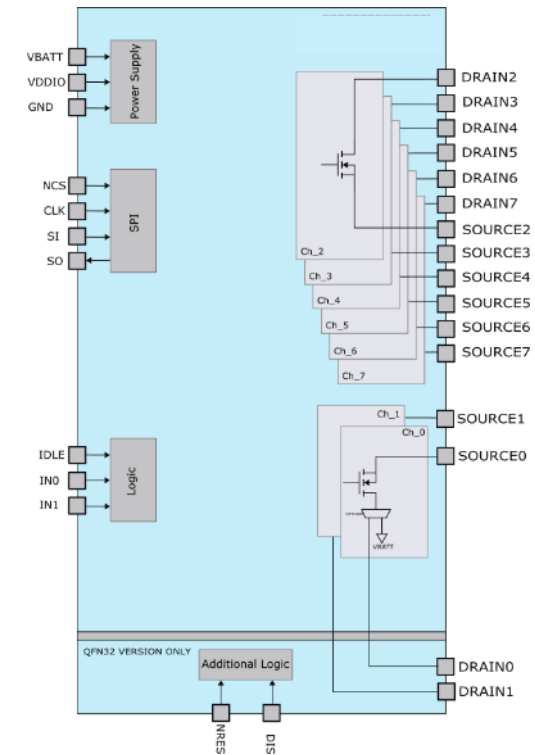 VBATT
VDDIO
GND
Power Supply
NCS
CLK
SI
SO
SPI
IDLE
IN0
IN1
Logic
DRAIN2
DRAIN3
DRAIN4
DRAIN5
DRAIN6
DRAIN7
SOURCE2
SOURCE3
SOURCE4
SOURCE5
SOURCE6
SOURCE7
Ch_2
Ch_3
Ch_4
Ch_5
Ch_6
Ch_7
Ch_1
Ch_0
SOURCE1
SOURCE0
VBATT
QFN32 VERSION ONLY
Additional Logic
DRAIN0
DRAIN1
NRES
DIS